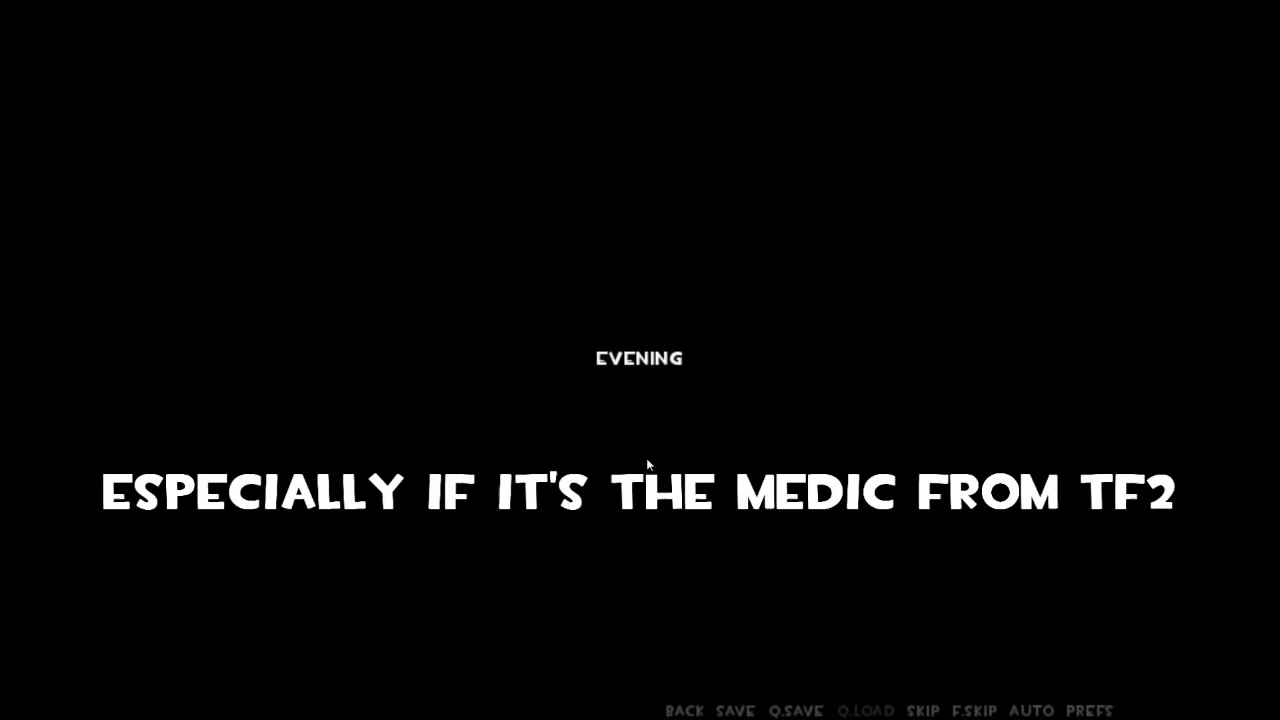 EVENING
ESPECIALLY IF IT'S THE MEDIC FROM TF2
BACK SAVE Q.SAVE Q.LOAD SKIP F.SKIP AUTO PREFS